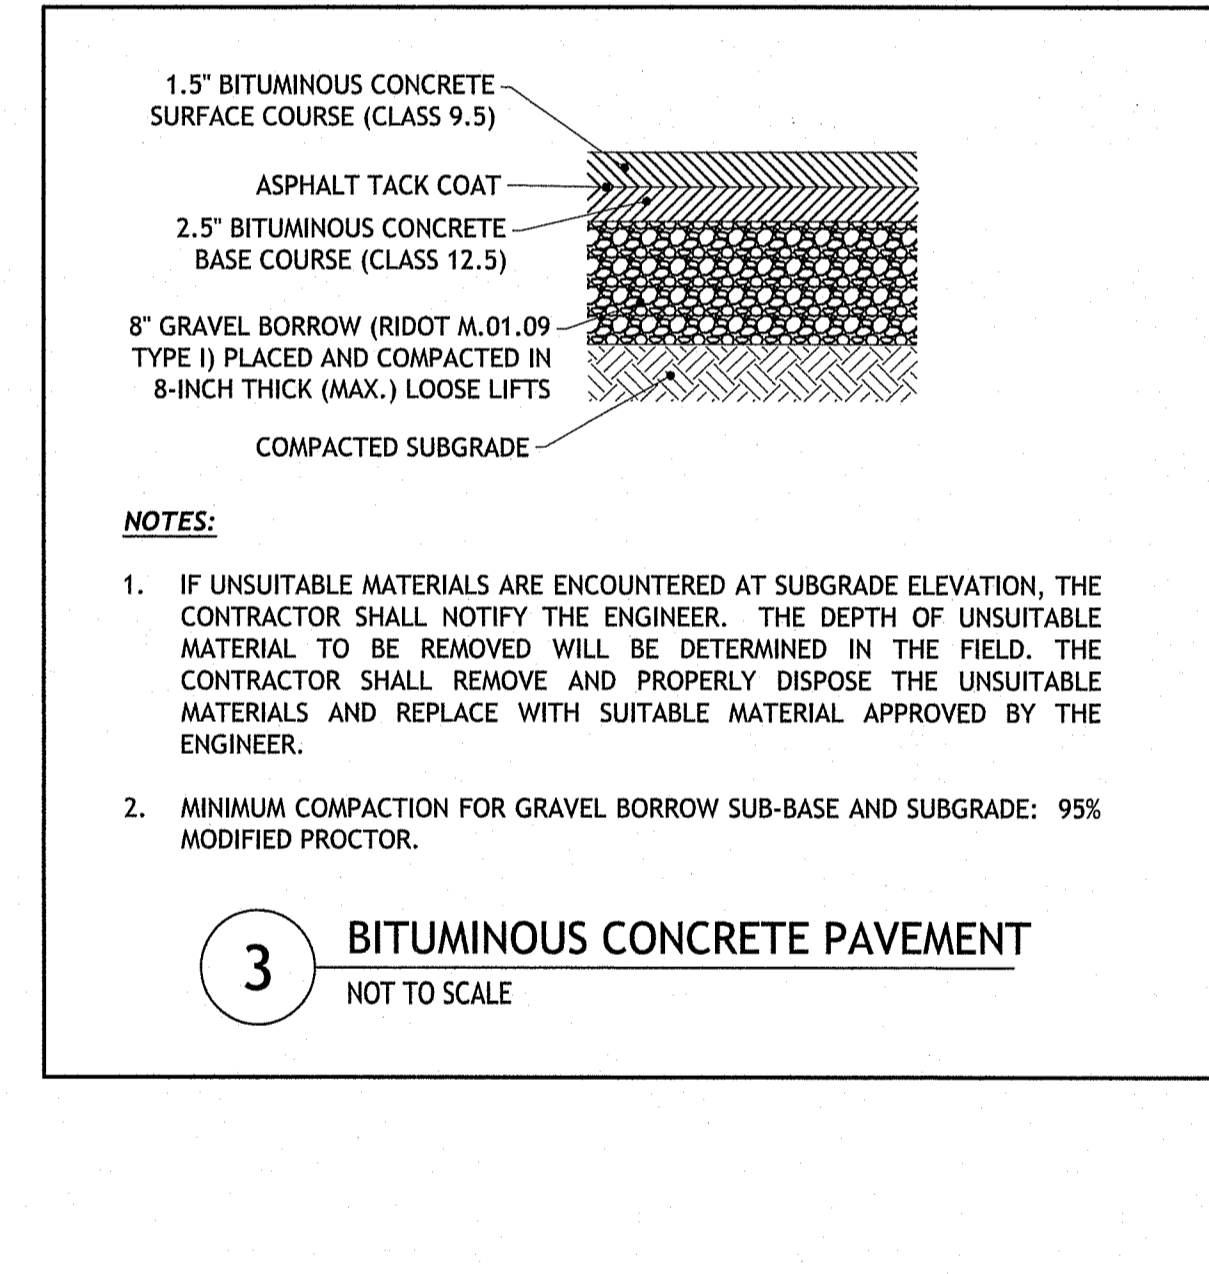 1.5" BITUMINOUS CONCRETE
SURFACE COURSE (CLASS 9.5)
ASPHALT TACK COAT
2.5" BITUMINOUS CONCRETE
BASE COURSE (CLASS 12.5)
8" GRAVEL BORROW (RIDOT M.01.09
TYPE I) PLACED AND COMPACTED IN
8-INCH THICK (MAX.) LOOSE LIFTS
COMPACTED SUBGRADE
NOTES:
1. IF UNSUITABLE MATERIALS ARE ENCOUNTERED AT SUBGRADE ELEVATION, THE
CONTRACTOR SHALL NOTIFY THE ENGINEER. THE DEPTH OF UNSUITABLE
MATERIAL TO BE REMOVED WILL BE DETERMINED IN THE FIELD. THE
CONTRACTOR SHALL REMOVE AND PROPERLY DISPOSE THE UNSUITABLE
MATERIALS AND REPLACE WITH SUITABLE MATERIAL APPROVED BY THE
ENGINEER.
2. MINIMUM COMPACTION FOR GRAVEL BORROW SUB-BASE AND SUBGRADE: 95%
MODIFIED PROCTOR.
3 BITUMINOUS CONCRETE PAVEMENT
NOT TO SCALE